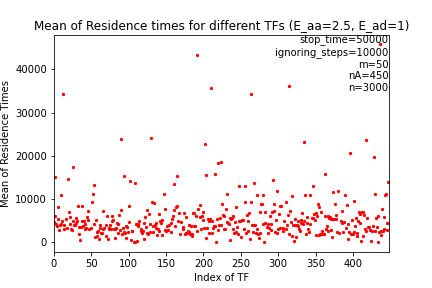 Mean of Residence times for different TFs (E_aa=2.5, E_ad=1)
stop_time=50000
ignoring_steps=10000
m=50
nA=450
n=3000
Mean of Residence Times
40000
30000
20000
10000
0
0 50 100 150 200 250 300 350 400
Index of TF